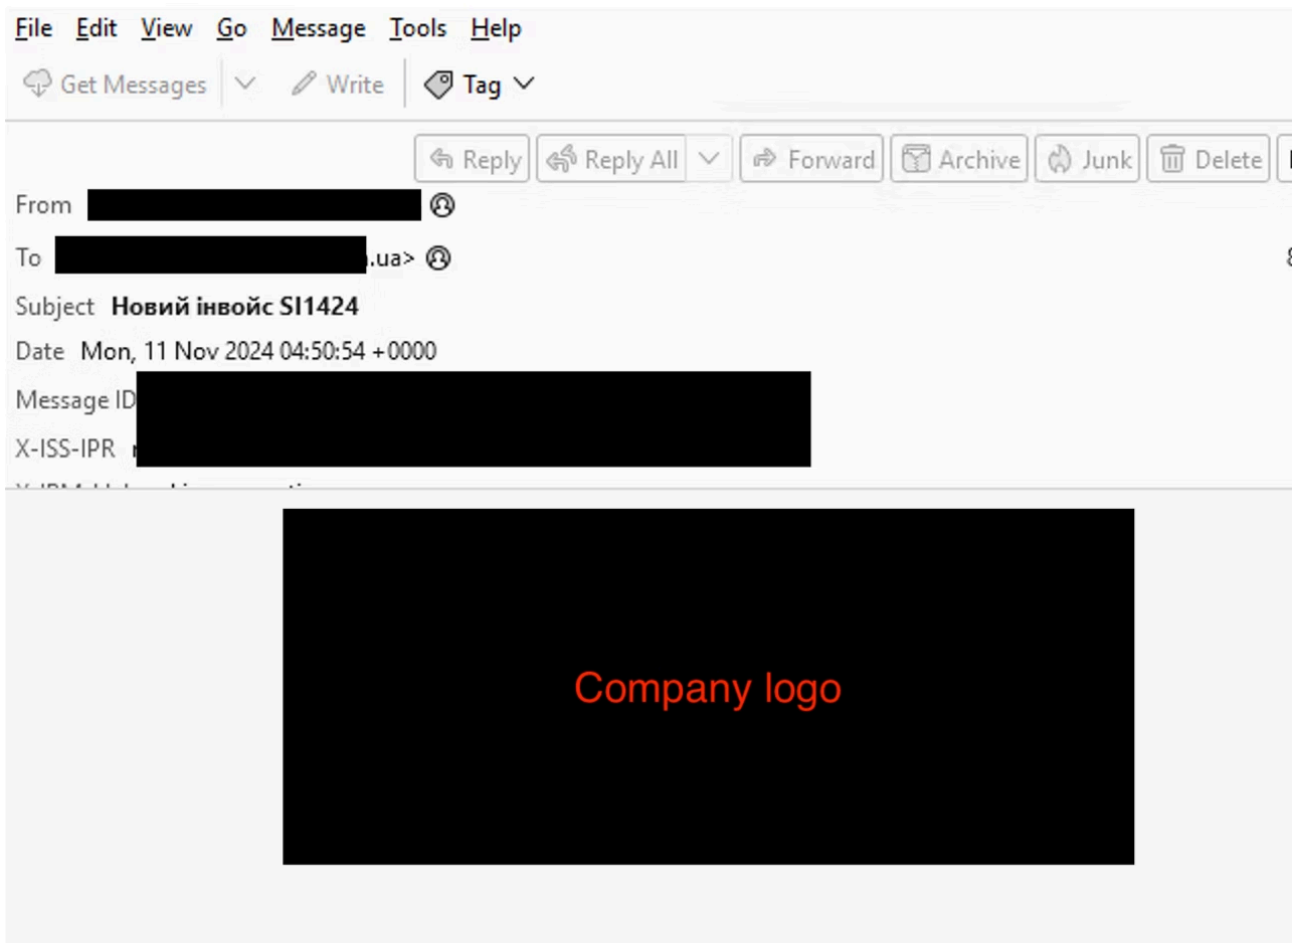 File Edit View Go Message Tools Help
Get Messages Write Tag
Reply Reply All Forward Archive Junk Delete
From
To .ua>
Subject Новий інвойс SI1424
Date Mon, 11 Nov 2024 04:50:54 +0000
Message ID
X-ISS-IPR
Company logo